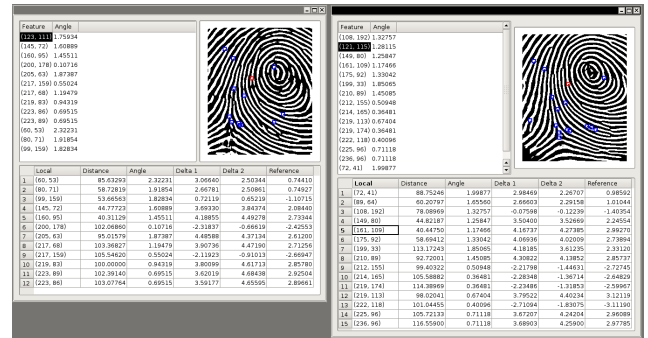 Feature Angle
(123, 111) 1.75934
(145, 72) 1.60889
(160, 95) 1.45511
(200, 178) 0.10716
(205, 63) 1.87387
(217, 159) 0.55024
(217, 68) 1.19479
(219, 83) 0.94319
(223, 86) 0.69515
(223, 89) 0.69515
(60, 53) 2.32231
(80, 71) 1.91854
(99, 159) 1.82834
Local Distance Angle Delta 1 Delta 2 Reference
1 (60, 53) 85.63293 2.32231 3.06640 2.50344 0.74410
2 (80, 71) 58.72819 1.91854 2.66781 2.50861 0.74927
3 (99, 159) 53.66563 1.82834 0.72119 0.65219 -1.10715
4 (145, 72) 44.77723 1.60889 3.69330 3.84374 2.08440
5 (160, 95) 40.31129 1.45511 4.18855 4.49278 2.73344
6 (200, 178) 102.06860 0.10716 -2.31837 -0.66619 -2.42553
7 (205, 63) 95.01579 1.87387 4.48588 4.37134 2.61200
8 (217, 68) 103.36827 1.19479 3.90736 4.47190 2.71256
9 (217, 159) 105.54620 0.55024 -2.11923 -0.91013 -2.66947
10 (219, 83) 100.00000 0.94319 3.80099 4.61713 2.85780
11 (223, 89) 102.39140 0.69515 3.62019 4.68438 2.92504
12 (223, 86) 103.07764 0.69515 3.59177 4.65595 2.89661
Feature Angle
(108, 192) 1.32757
(121, 115) 1.28115
(149, 80) 1.25847
(161, 109) 1.17466
(175, 92) 1.33042
(199, 33) 1.85065
(210, 89) 1.45085
(212, 155) 0.50948
(214, 165) 0.36481
(219, 113) 0.67404
(219, 174) 0.36481
(222, 118) 0.40096
(225, 96) 0.71118
(236, 96) 0.71118
(72, 41) 1.99877
Local Distance Angle Delta 1 Delta 2 Reference
1 (72, 41) 88.75246 1.99877 2.98469 2.26707 0.98592
2 (89, 64) 60.20797 1.65560 2.66603 2.29158 1.01044
3 (108, 192) 78.08969 1.32757 -0.07598 -0.12239 -1.40354
4 (149, 80) 44.82187 1.25847 3.50400 3.52669 2.24554
5 (161, 109) 40.44750 1.17466 4.16737 4.27385 2.99270
6 (175, 92) 58.69412 1.33042 4.06936 4.02009 2.73894
7 (199, 33) 113.17243 1.85065 4.18185 3.61235 2.33120
8 (210, 89) 92.72001 1.45085 4.30822 4.13852 2.85737
9 (212, 155) 99.40322 0.50948 -2.21798 -1.44631 -2.72745
10 (214, 165) 105.58882 0.36481 -2.28348 -1.36714 -2.64829
11 (219, 174) 114.38969 0.36481 -2.23486 -1.31853 -2.59967
12 (219, 113) 98.02041 0.67404 3.79522 4.40234 3.12119
13 (222, 118) 101.04455 0.40096 -2.71094 -1.83075 -3.11190
14 (225, 96) 105.72133 0.71118 3.67207 4.24204 2.96089
15 (236, 96) 116.55900 0.71118 3.68903 4.25900 2.97785